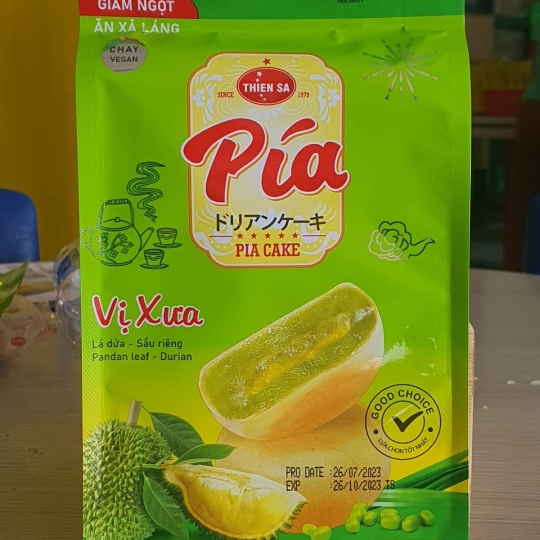 GIẢM NGỌT
ĂN XẢ LÁNG
CHAY
VEGAN
THIEN SA
SINCE 1979
Pía
ドリアンケーキ
PIA CAKE
Vị Xưa
Lá dứa - Sầu riêng
Pandan leaf - Durian
GOOD CHOICE
LỰA CHỌN TỐT NHẤT
PRO DATE :26/07/2023
EXP :26/10/2023 TS